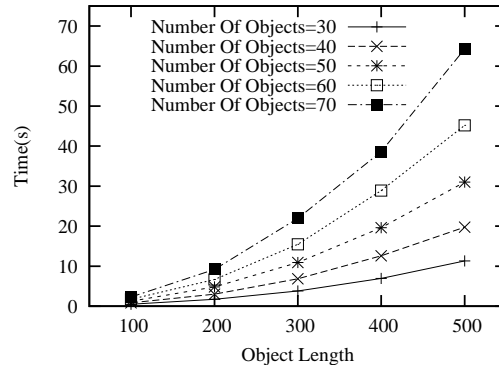 70
60
50
40
30
20
10
0
Time(s)
Number Of Objects=30
Number Of Objects=40
Number Of Objects=50
Number Of Objects=60
Number Of Objects=70
100 200 300 400 500
Object Length